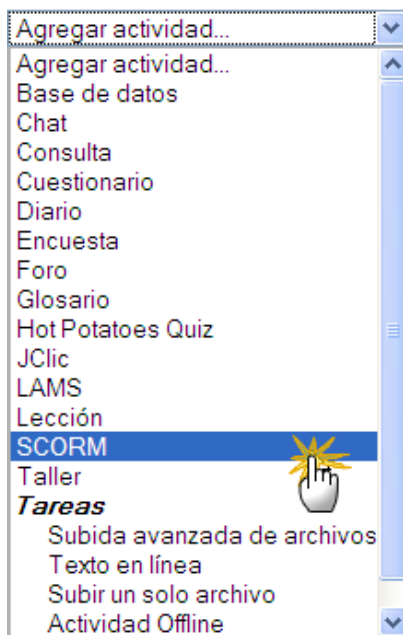 Agregar actividad...
Agregar actividad...
Base de datos
Chat
Consulta
Cuestionario
Diario
Encuesta
Foro
Glosario
Hot Potatoes Quiz
JClic
LAMS
Lección
SCORM
Taller
Tareas
Subida avanzada de archivos
Texto en línea
Subir un solo archivo
Actividad Offline